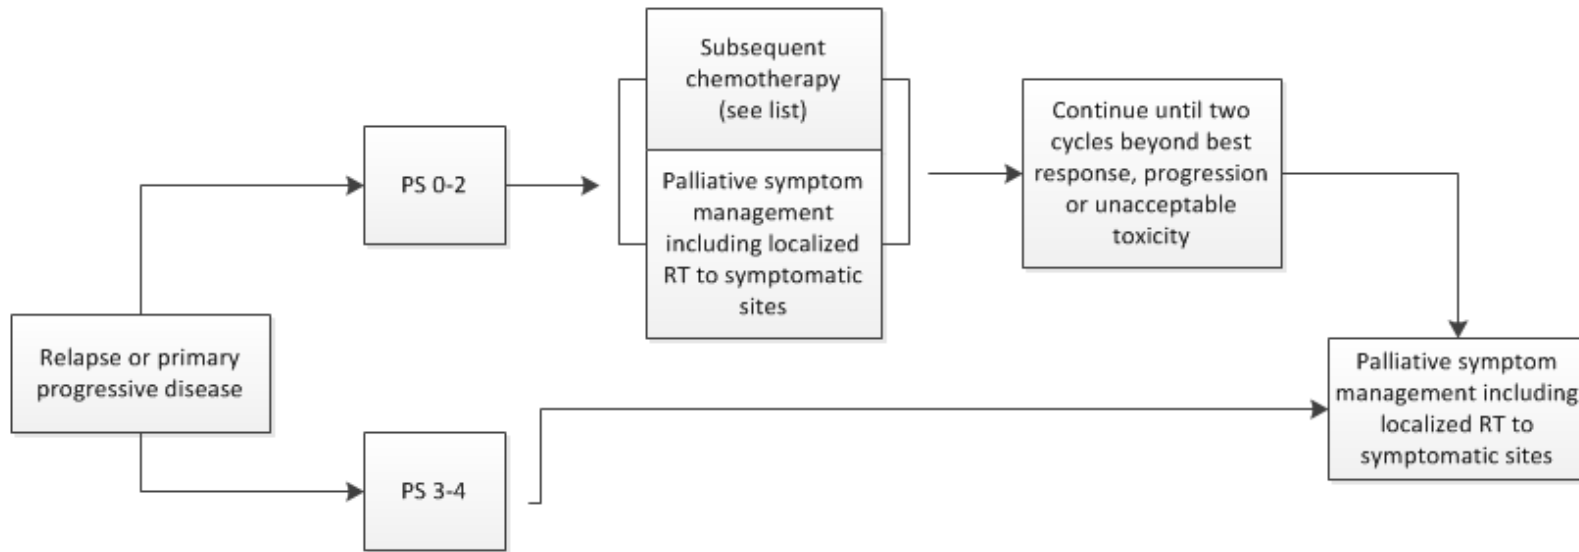 Relapse or primary
progressive disease
PS 0-2
PS 3-4
Subsequent
chemotherapy
(see list)
Palliative symptom
management
including localized
RT to symptomatic
sites
Continue until two
cycles beyond best
response, progression
or unacceptable
toxicity
Palliative symptom
management including
localized RT to
symptomatic sites